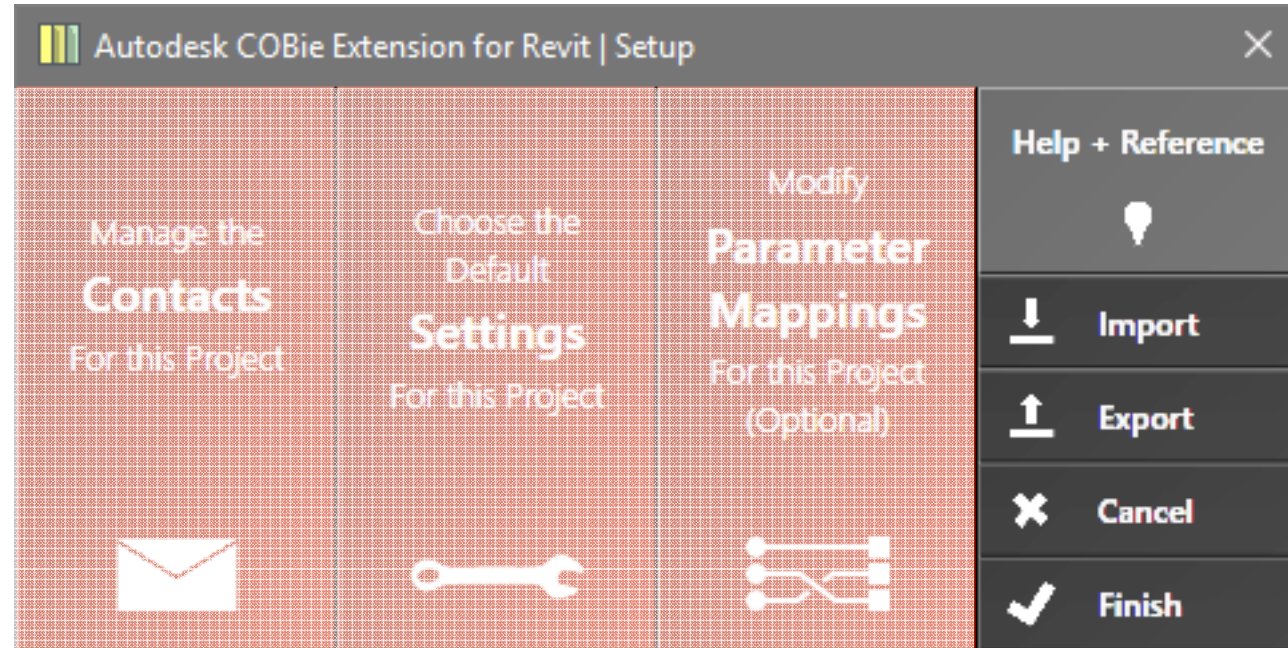 Autodesk COBie Extension for Revit | Setup
Manage the
Contacts
For this Project
Choose the
Default
Settings
For this Project
Modify
Parameter
Mappings
For this Project
(Optional)
Help + Reference
Import
Export
Cancel
Finish